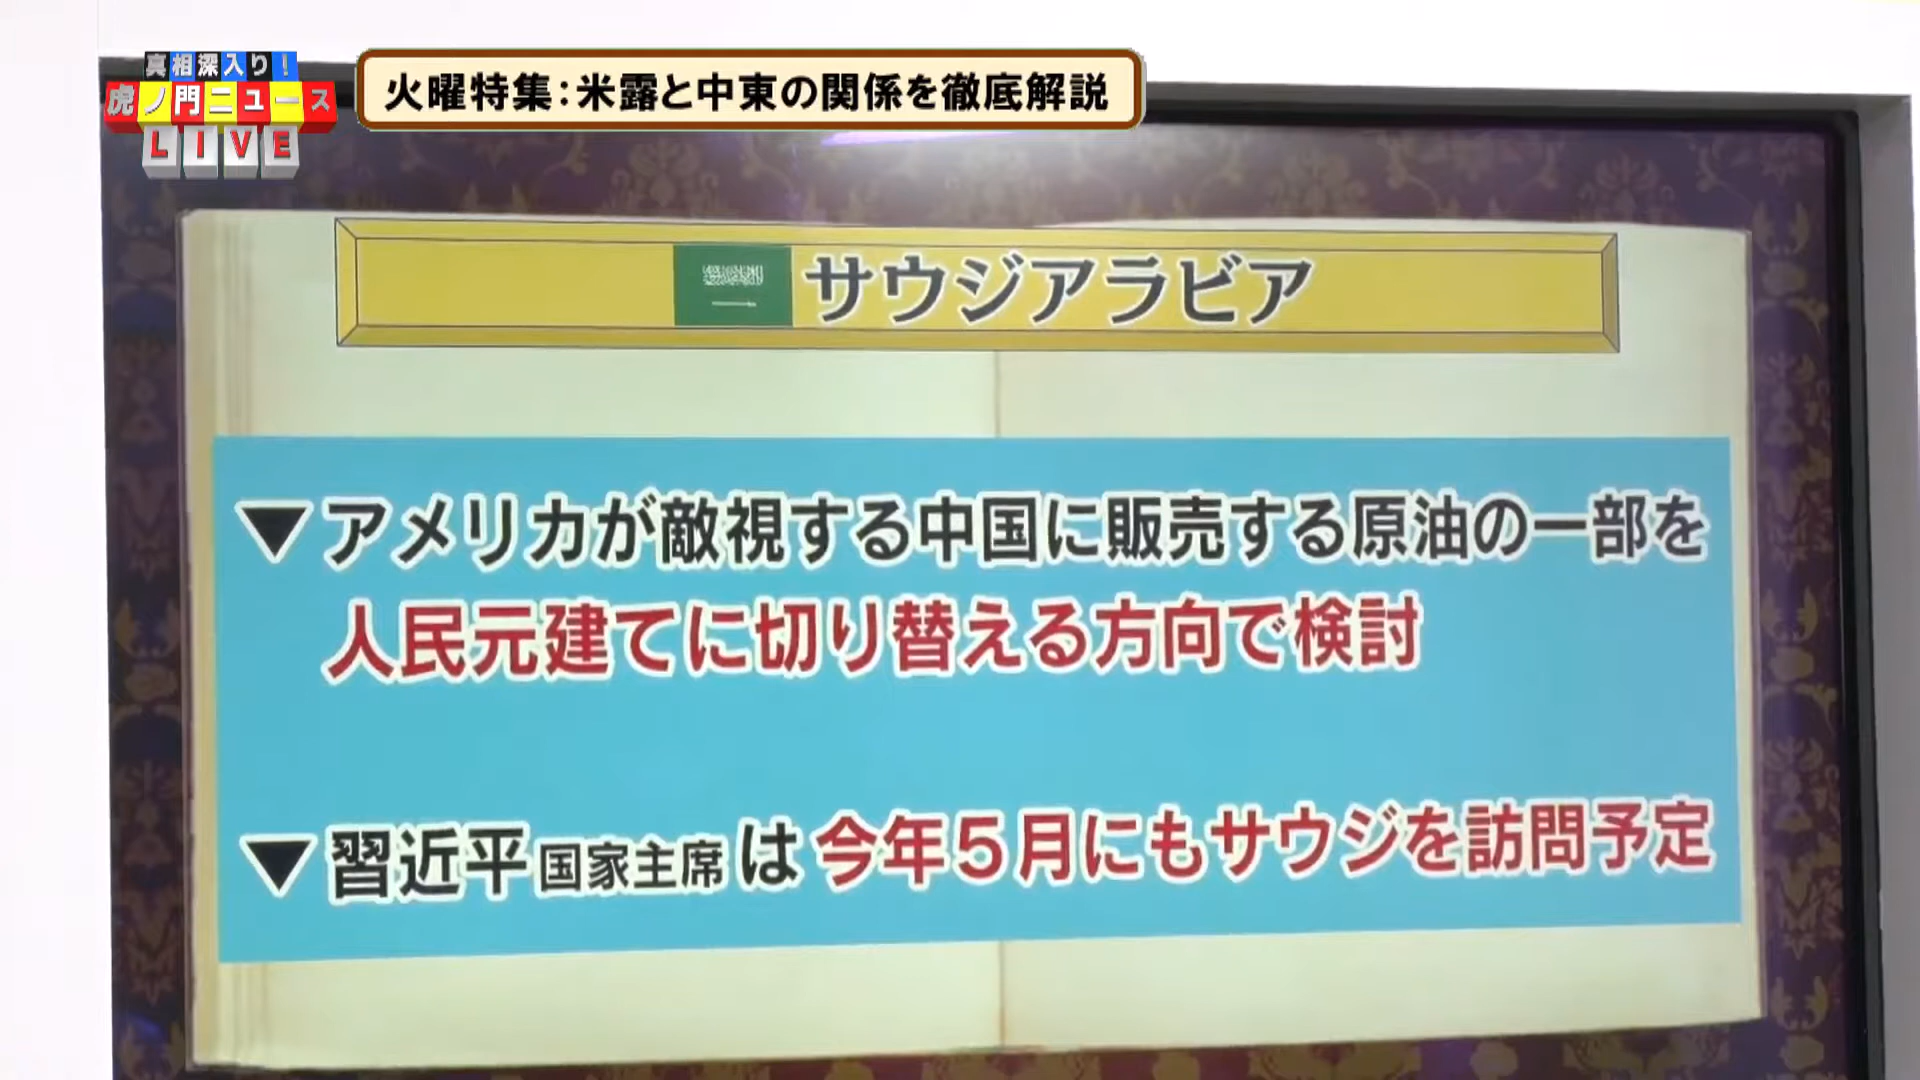 真相深入り!
虎ノ門ニュース
LIVE
火曜特集:米露と中東の関係を徹底解説
サウジアラビア
▼アメリカが敵視する中国に販売する原油の一部を
人民元建てに切り替える方向で検討
▼習近平国家主席は今年5月にもサウジを訪問予定